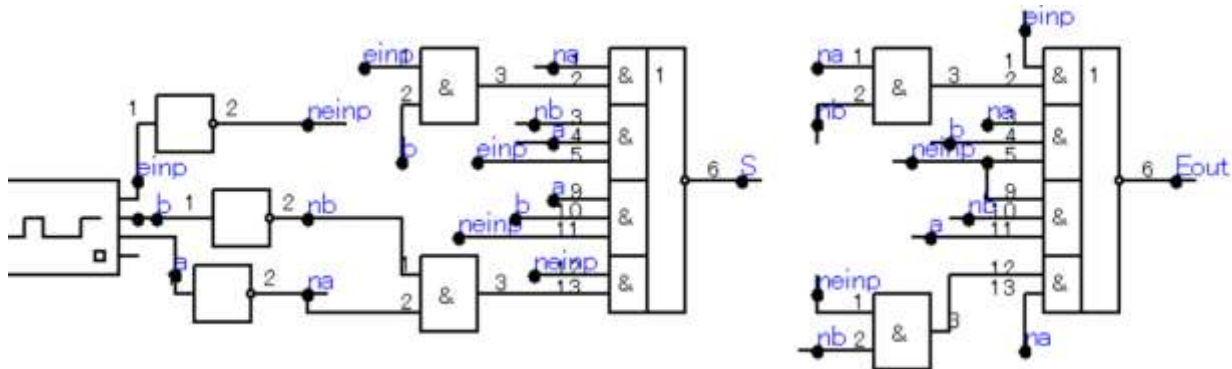 einp
einp 1 na 1 & 1 na 1 1 & 1
& 3 2 & 3 2
2 nb 3 nb 2 na 3
1 2 neinp a 4 & b 4 &
b einp 5 neinp 5
einp 6 S 6 Eout
b 1 2 nb a 9 9
b 10 & nb 10 &
neinp 11 a 11
a 2 na 1 neinp 12 neinp 12
& 3 13 & 1 13 &
2 & 3
nb 2 na